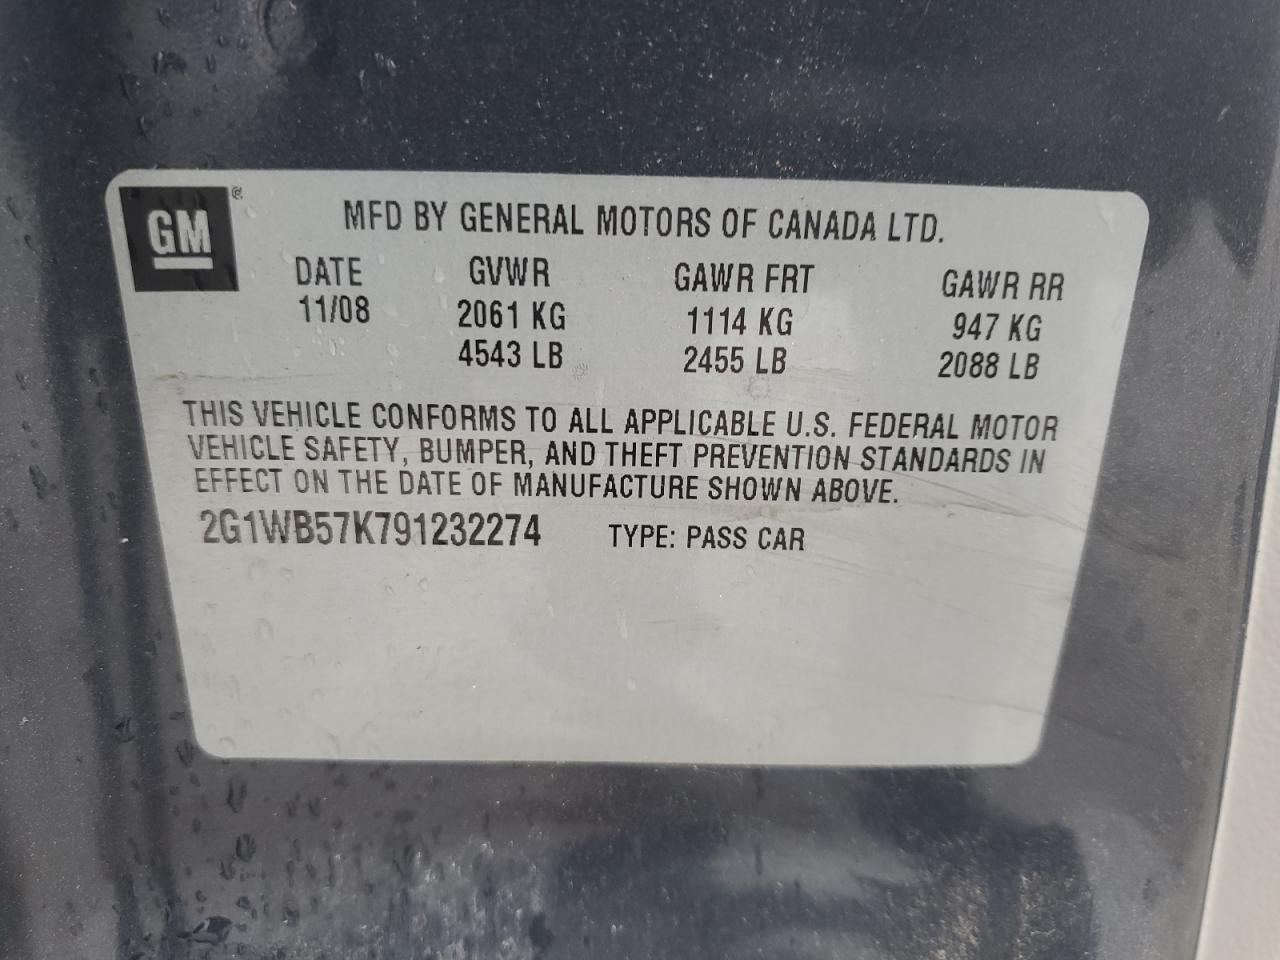 GM ®
MFD BY GENERAL MOTORS OF CANADA LTD.
DATE GVWR GAWR FRT GAWR RR
11/08 2061 KG 1114 KG 947 KG
4543 LB 2455 LB 2088 LB
THIS VEHICLE CONFORMS TO ALL APPLICABLE U.S. FEDERAL MOTOR
VEHICLE SAFETY, BUMPER, AND THEFT PREVENTION STANDARDS IN
EFFECT ON THE DATE OF MANUFACTURE SHOWN ABOVE.
2G1WB57K791232274 TYPE: PASS CAR